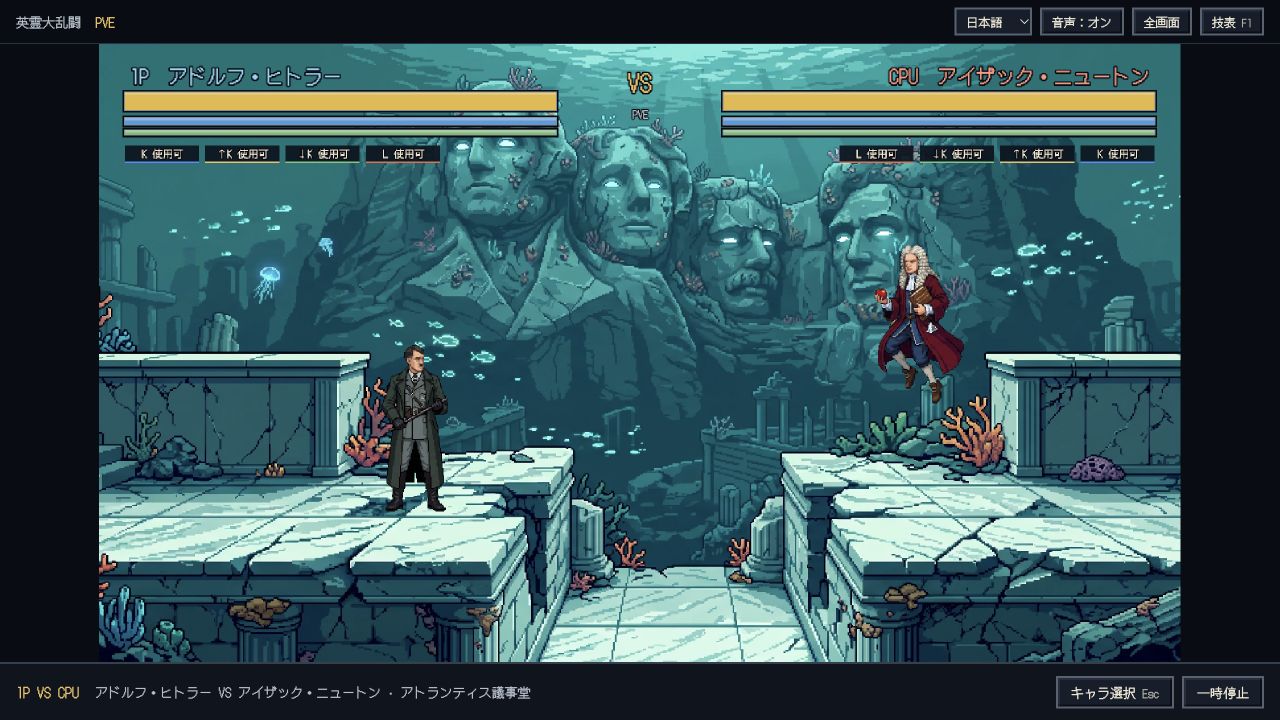 英霊大乱闘 PVE
日本語 音声：オン 全画面 技表 F1
1P アドルフ・ヒトラー
VS
CPU アイザック・ニュートン
PVE
K 使用可 ↑K 使用可 ↓K 使用可 L 使用可
L 使用可 ↓K 使用可 ↑K 使用可 K 使用可
1P VS CPU アドルフ・ヒトラー VS アイザック・ニュートン · アトランティス議事堂
キャラ選択 Esc 一時停止